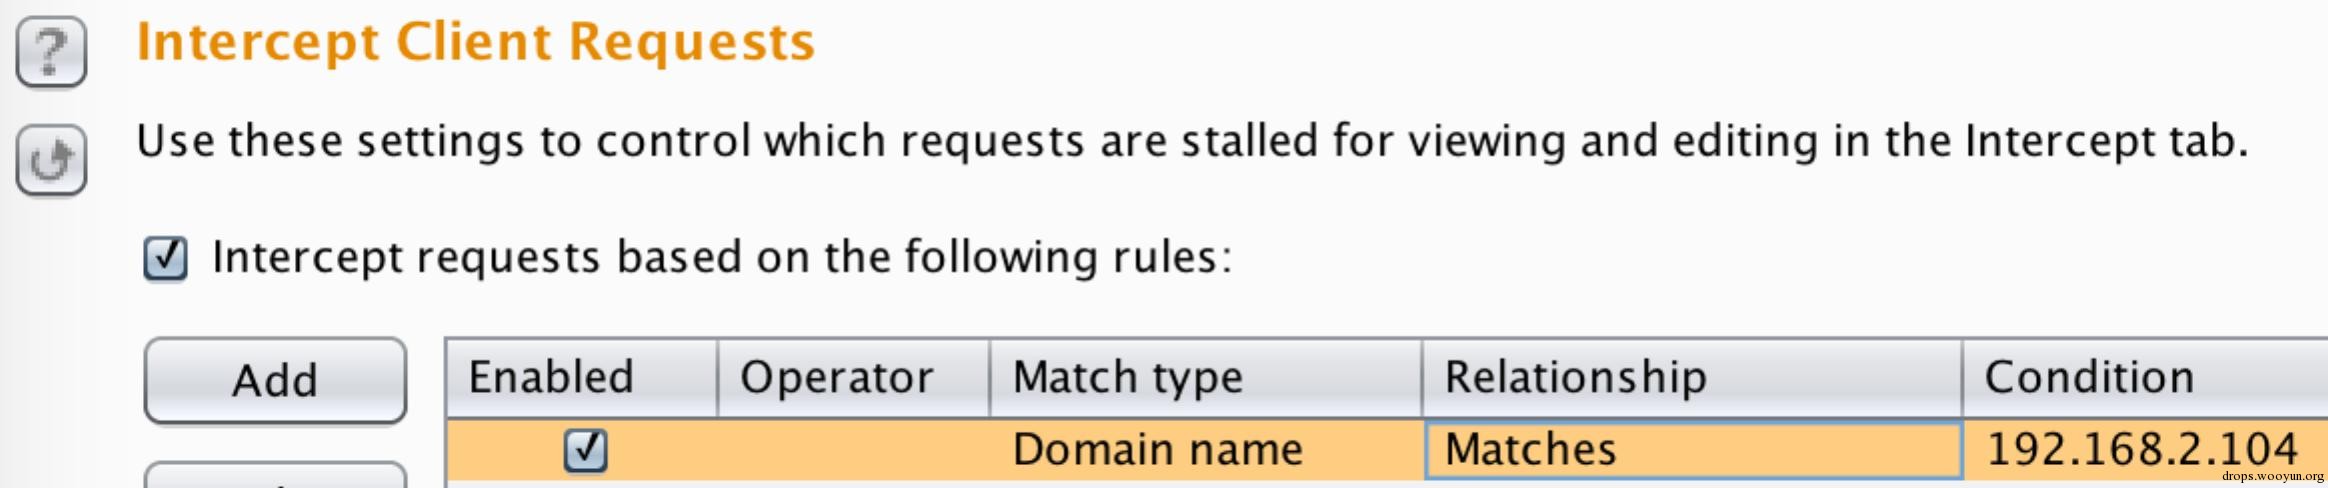 Intercept Client Requests
Use these settings to control which requests are stalled for viewing and editing in the Intercept tab.
Intercept requests based on the following rules:
Add
Enabled Operator Match type Relationship Condition
Domain name Matches 192.168.2.104
drops.wooyun.org